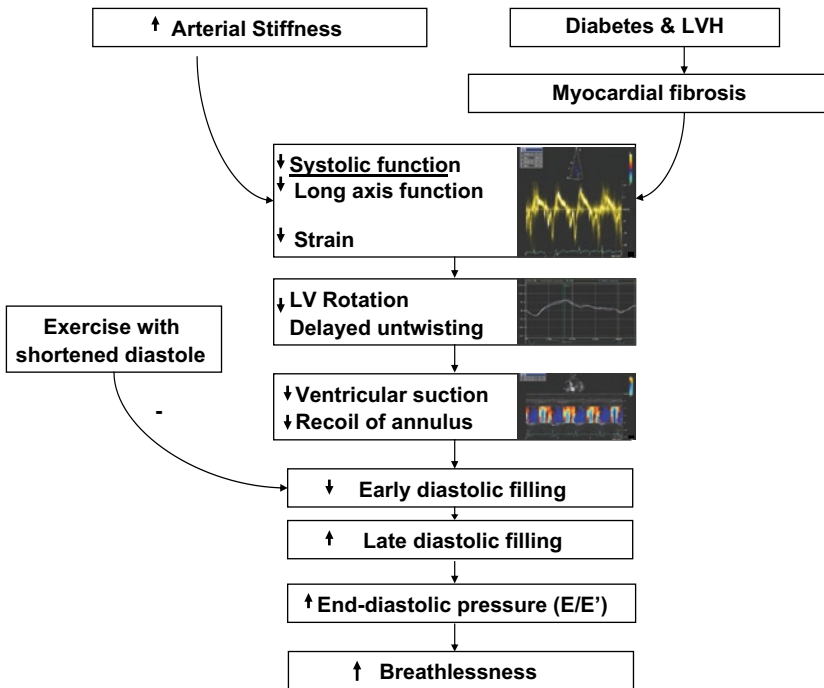 ↑ Arterial Stiffness
Diabetes & LVH
Myocardial fibrosis
↓ Systolic function
↓ Long axis function
↓ Strain
↓ LV Rotation
Delayed untwisting
Exercise with
shortened diastole
-
↓ Ventricular suction
↓ Recoil of annulus
↓ Early diastolic filling
↑ Late diastolic filling
↑ End-diastolic pressure (E/E’)
↑ Breathlessness